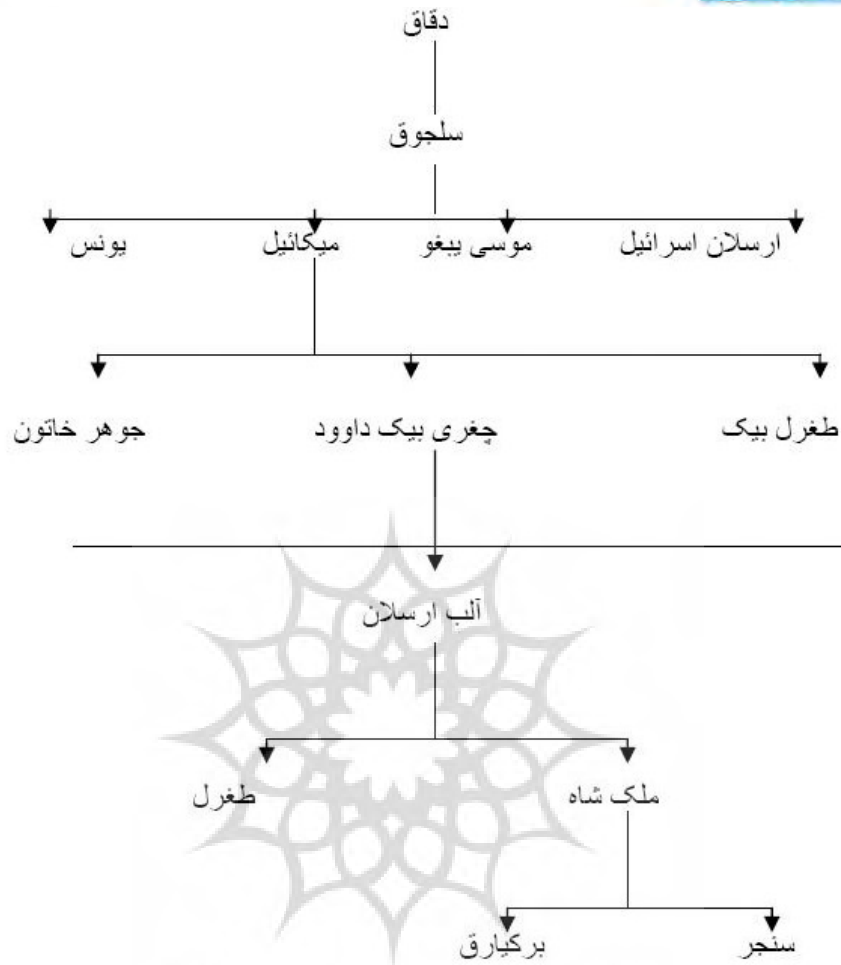 دقاق
سلجوق
ارسلان اسرائیل موسی یبغو میکائیل یونس
طغرل بیک چغری بیک داوود جوهر خاتون
آلب ارسلان
ملک شاه طغرل
سنجر برکیارق